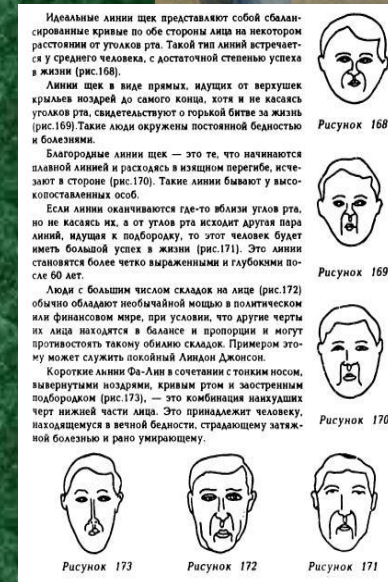 Идеальные линии щек представляют собой сбалан-
сированные кривые по обе стороны лица на некотором
расстоянии от уголков рта. Такой тип линий встречает-
ся у среднего человека, с достаточной степенью успеха
в жизни (рис.168).
Линии щек в виде прямых, идущих от верхушек
крыльев ноздрей до самого конца, хотя и не касаясь
уголков рта, свидетельствуют о горькой битве за жизнь
(рис.169).Такие люди окружены постоянной бедностью
и болезнями.
Благородные линии щек — это те, что начинаются
плавной линией и расходясь в изящном перегибе, исче-
зают в стороне (рис.170). Такие линии бывают у высо-
копоставленных особ.
Если линии оканчиваются где-то вблизи углов рта,
но не касаясь их, а от углов рта исходит другая пара
линий, идущая к подбородку, то этот человек будет
иметь большой успех в жизни (рис.171). Это линии
становятся более четко выраженными и глубокими по-
сле 60 лет.
Люди с большим числом складок на лице (рис.172)
обычно обладают необычайной мощью в политическом
или финансовом мире, при условии, что другие черты
их лица находятся в балансе и пропорции и могут
противостоять такому обилию складок. Примером это-
му может служить покойный Линдон Джонсон.
Короткие линии Фа-Лин в сочетании с тонким носом,
вывернутыми ноздрями, кривым ртом и заостренным
подбородком (рис.173), — это комбинация наихудших
черт нижней части лица. Это принадлежит человеку,
находящемуся в вечной бедности, страдающему затяж-
ной болезнью и рано умирающему.
Рисунок 168
Рисунок 169
Рисунок 170
Рисунок 173
Рисунок 172
Рисунок 171